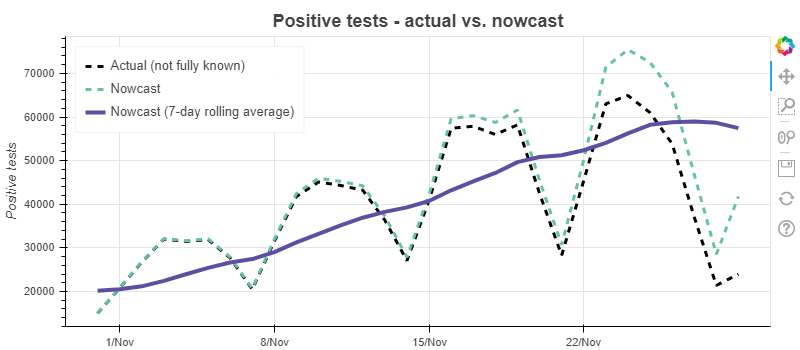 Positive tests - actual vs. nowcast
Actual (not fully known)
Nowcast
Nowcast (7-day rolling average)
Positive tests
70000
60000
50000
40000
30000
20000
1/Nov
8/Nov
15/Nov
22/Nov